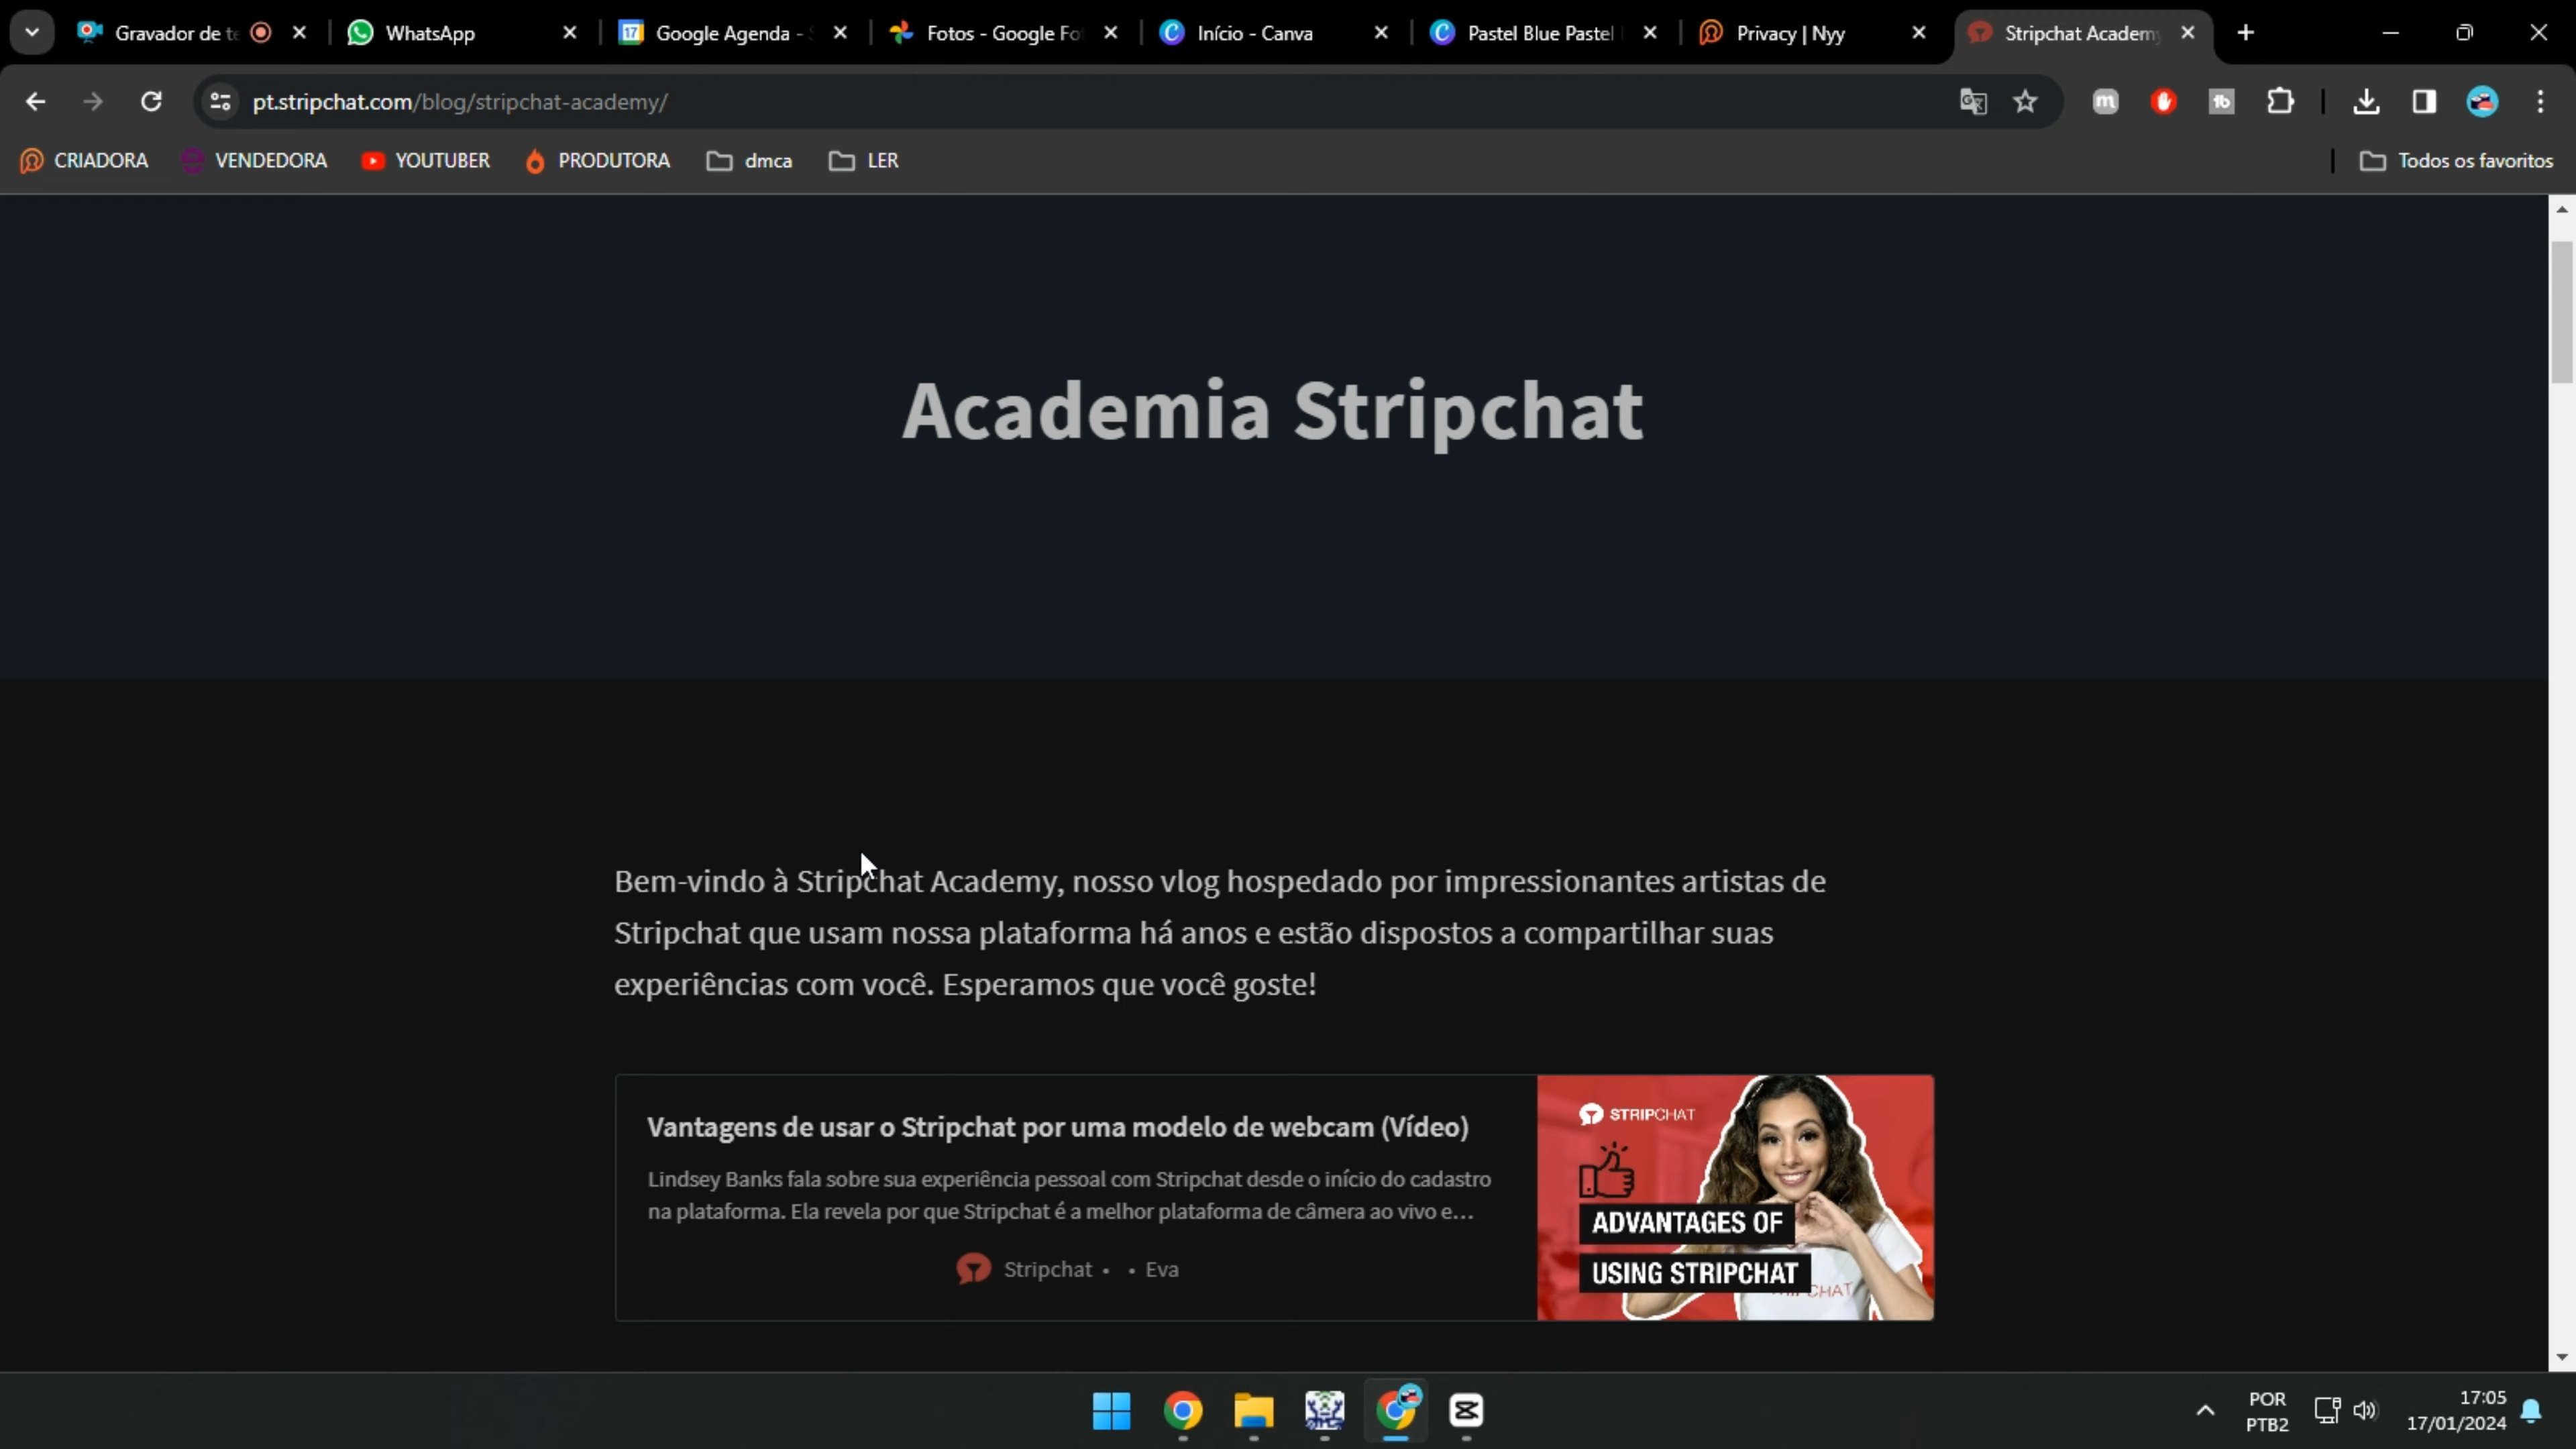 Gravador de te
WhatsApp
Google Agenda - S
Fotos - Google Fot
Início - Canva
Pastel Blue Pastel
Privacy | Nyy
Stripchat Academy
pt.stripchat.com/blog/stripchat-academy/
CRIADORA
VENDEDORA
YOUTUBER
PRODUTORA
dmca
LER
Todos os favoritos
Academia Stripchat
Bem-vindo à Stripchat Academy, nosso vlog hospedado por impressionantes artistas de
Stripchat que usam nossa plataforma há anos e estão dispostos a compartilhar suas
experiências com você. Esperamos que você goste!
Vantagens de usar o Stripchat por uma modelo de webcam (Vídeo)
Lindsey Banks fala sobre sua experiência pessoal com Stripchat desde o início do cadastro
na plataforma. Ela revela por que Stripchat é a melhor plataforma de câmera ao vivo e...
Stripchat • • Eva
STRIPCHAT
ADVANTAGES OF
USING STRIPCHAT
POR
PTB2
17:05
17/01/2024